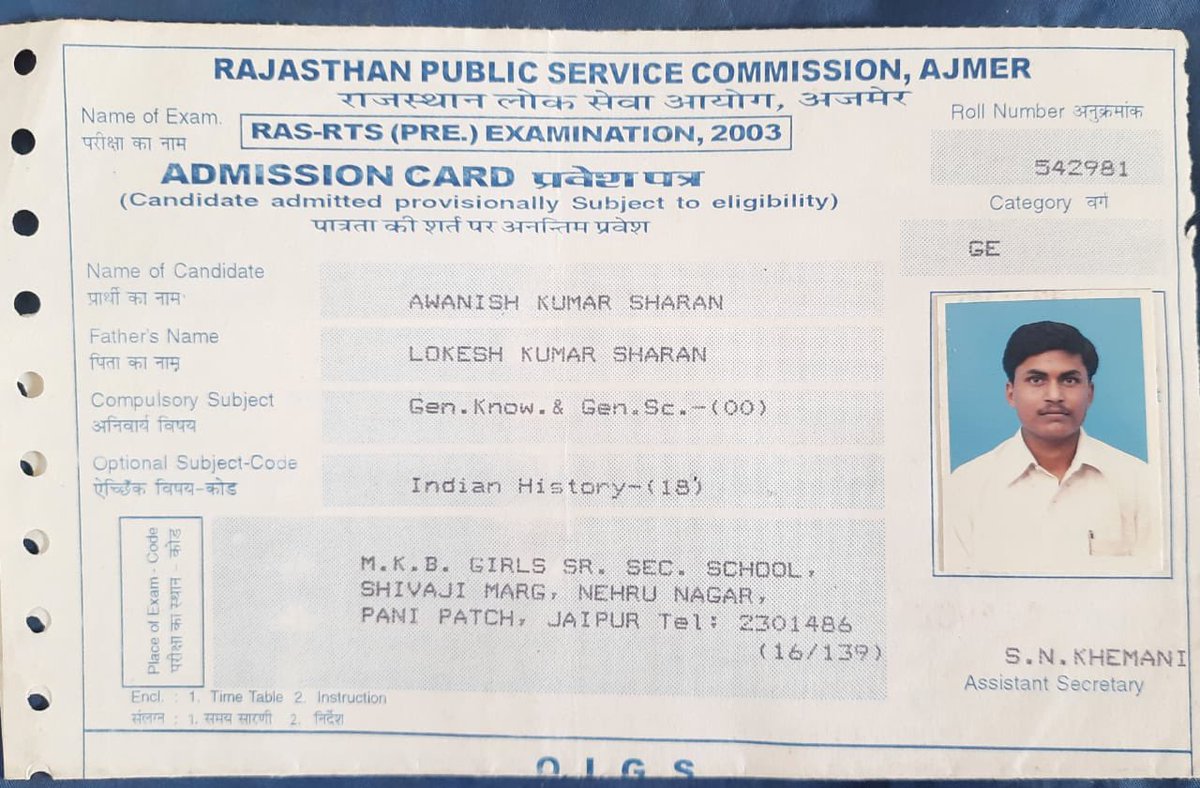 RAJASTHAN PUBLIC SERVICE COMMISSION, AJMER
राजस्थान लोक सेवा आयोग, अजमेर
Name of Exam.
परीक्षा का नाम
RAS-RTS (PRE.) EXAMINATION, 2003
Roll Number अनुक्रमांक
542981
ADMISSION CARD प्रवेश पत्र
(Candidate admitted provisionally Subject to eligibility)
पात्रता की शर्त पर अनन्तिम प्रवेश
Category वर्ग
GE
Name of Candidate
प्रार्थी का नाम
AWANISH KUMAR SHARAN
Father's Name
पिता का नाम
LOKESH KUMAR SHARAN
Compulsory Subject
अनिवार्य विषय
Gen.Know.& Gen.Sc.-(00)
Optional Subject-Code
ऐच्छिक विषय-कोड
Indian History-(18)
Place of Exam - Code
परीक्षा का स्थान - कोड
M.K.B. GIRLS SR. SEC. SCHOOL,
SHIVAJI MARG, NEHRU NAGAR,
PANI PATCH, JAIPUR Tel: 2301486
(16/139)
S.N.KHEMANI
Assistant Secretary
Encl. : 1. Time Table 2. Instruction
संलग्न : 1. समय सारणी 2. निर्देश